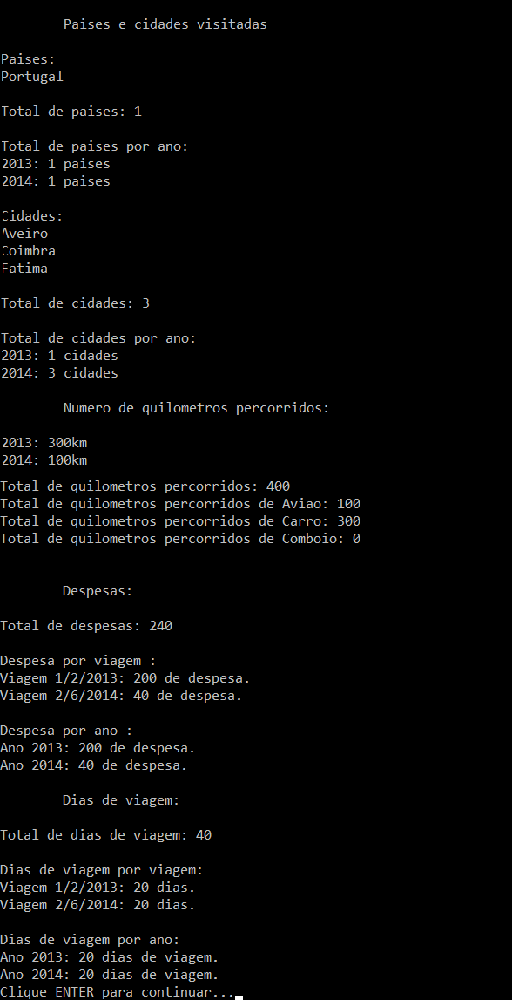 Paises e cidades visitadas
Paises:
Portugal
Total de paises: 1
Total de paises por ano:
2013: 1 paises
2014: 1 paises
Cidades:
Aveiro
Coimbra
Fatima
Total de cidades: 3
Total de cidades por ano:
2013: 1 cidades
2014: 3 cidades
Numero de quilometros percorridos:
2013: 300km
2014: 100km
Total de quilometros percorridos: 400
Total de quilometros percorridos de Aviao: 100
Total de quilometros percorridos de Carro: 300
Total de quilometros percorridos de Comboio: 0
Despesas:
Total de despesas: 240
Despesa por viagem :
Viagem 1/2/2013: 200 de despesa.
Viagem 2/6/2014: 40 de despesa.
Despesa por ano :
Ano 2013: 200 de despesa.
Ano 2014: 40 de despesa.
Dias de viagem:
Total de dias de viagem: 40
Dias de viagem por viagem:
Viagem 1/2/2013: 20 dias.
Viagem 2/6/2014: 20 dias.
Dias de viagem por ano:
Ano 2013: 20 dias de viagem.
Ano 2014: 20 dias de viagem.
Clique ENTER para continuar...